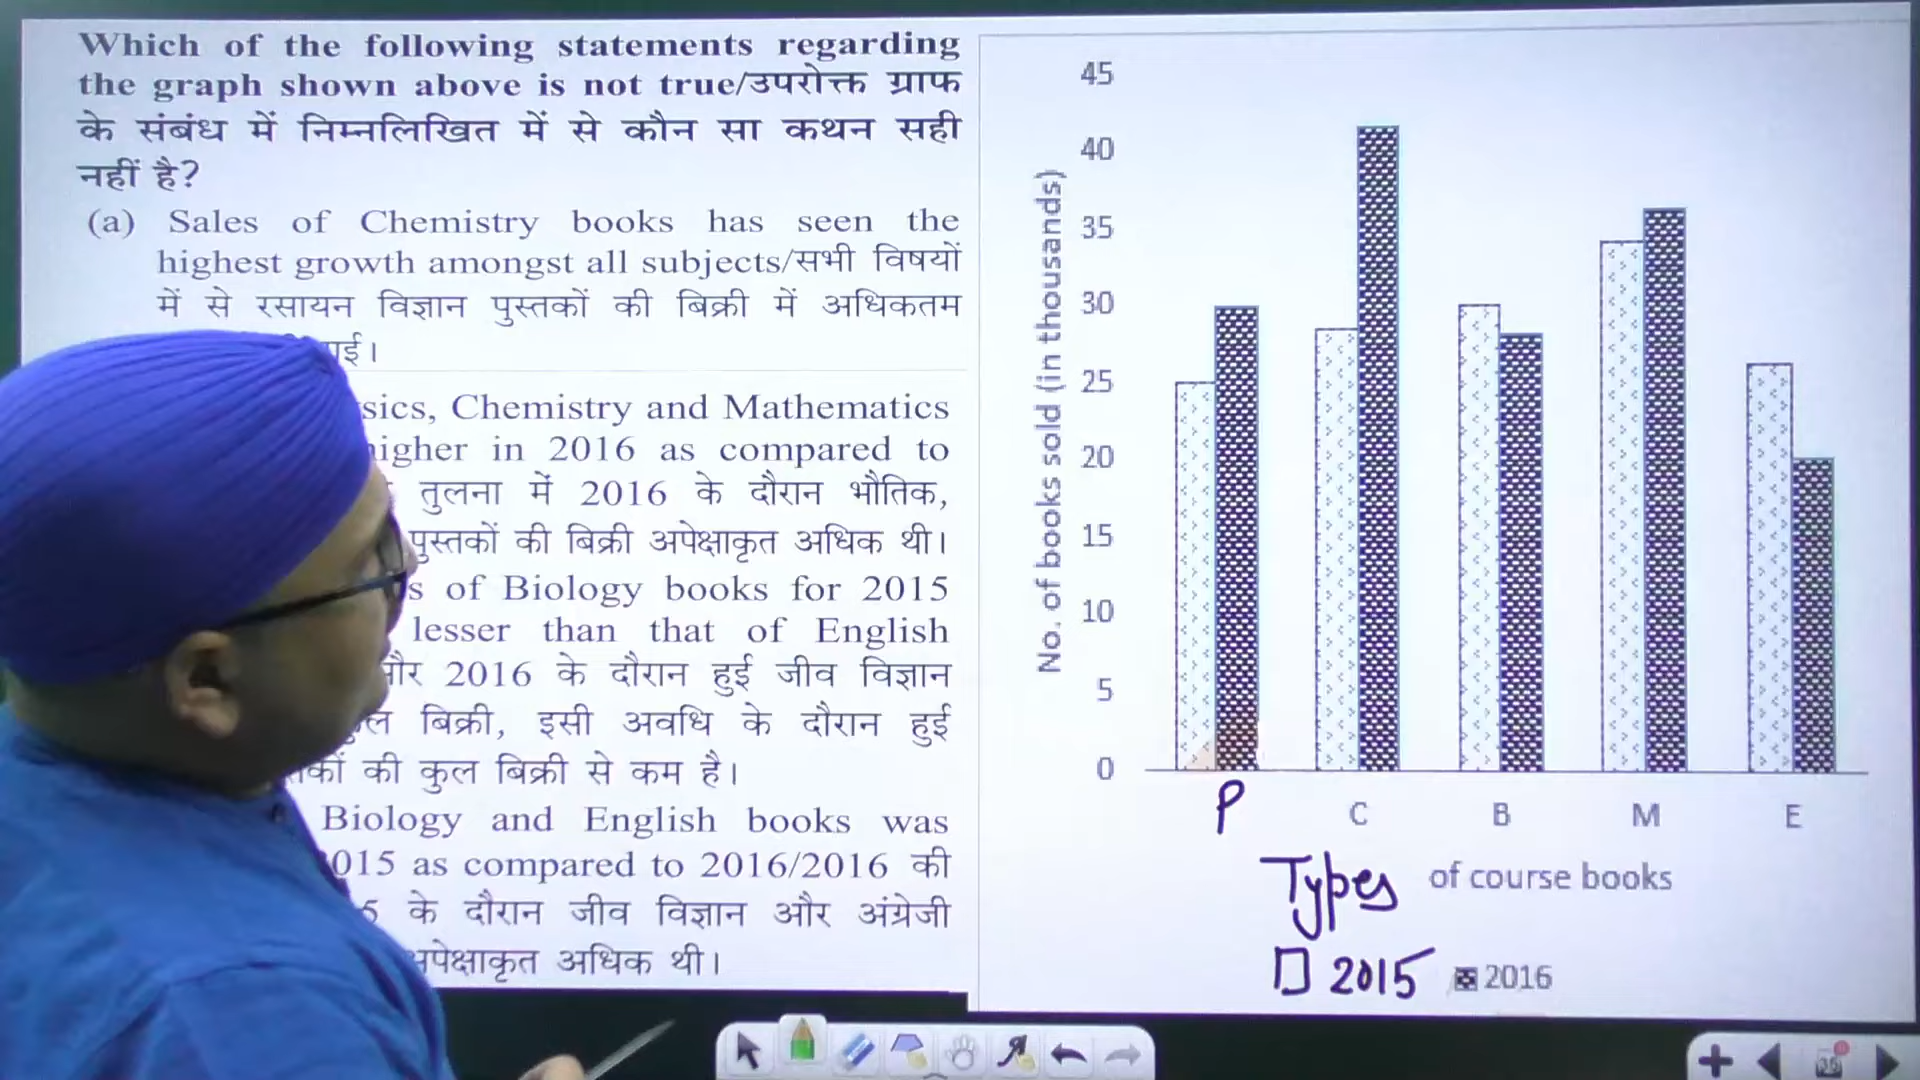 Which of the following statements regarding
the graph shown above is not true/उपरोक्त ग्राफ
के संबंध में निम्नलिखित में से कौन सा कथन सही
नहीं है?
(a) Sales of Chemistry books has seen the
highest growth amongst all subjects/सभी विषयों
में से रसायन विज्ञान पुस्तकों की बिक्री में अधिकतम
Chemistry and Mathematics
in 2016 as compared to
तुलना में 2016 के दौरान भौतिक,
पुस्तकों की बिक्री अपेक्षाकृत अधिक थी।
of Biology books for 2015
lesser than that of English
2016 के दौरान हुई जीव विज्ञान
बिक्री, इसी अवधि के दौरान हुई
की कुल बिक्री से कम है।
Biology and English books was
as compared to 2016/2016 की
के दौरान जीव विज्ञान और अंग्रेजी
अपेक्षाकृत अधिक थी।
No. of books sold (in thousands)
45
40
35
30
25
20
15
10
5
0
P C B M E
Types of course books
2015 2016
36